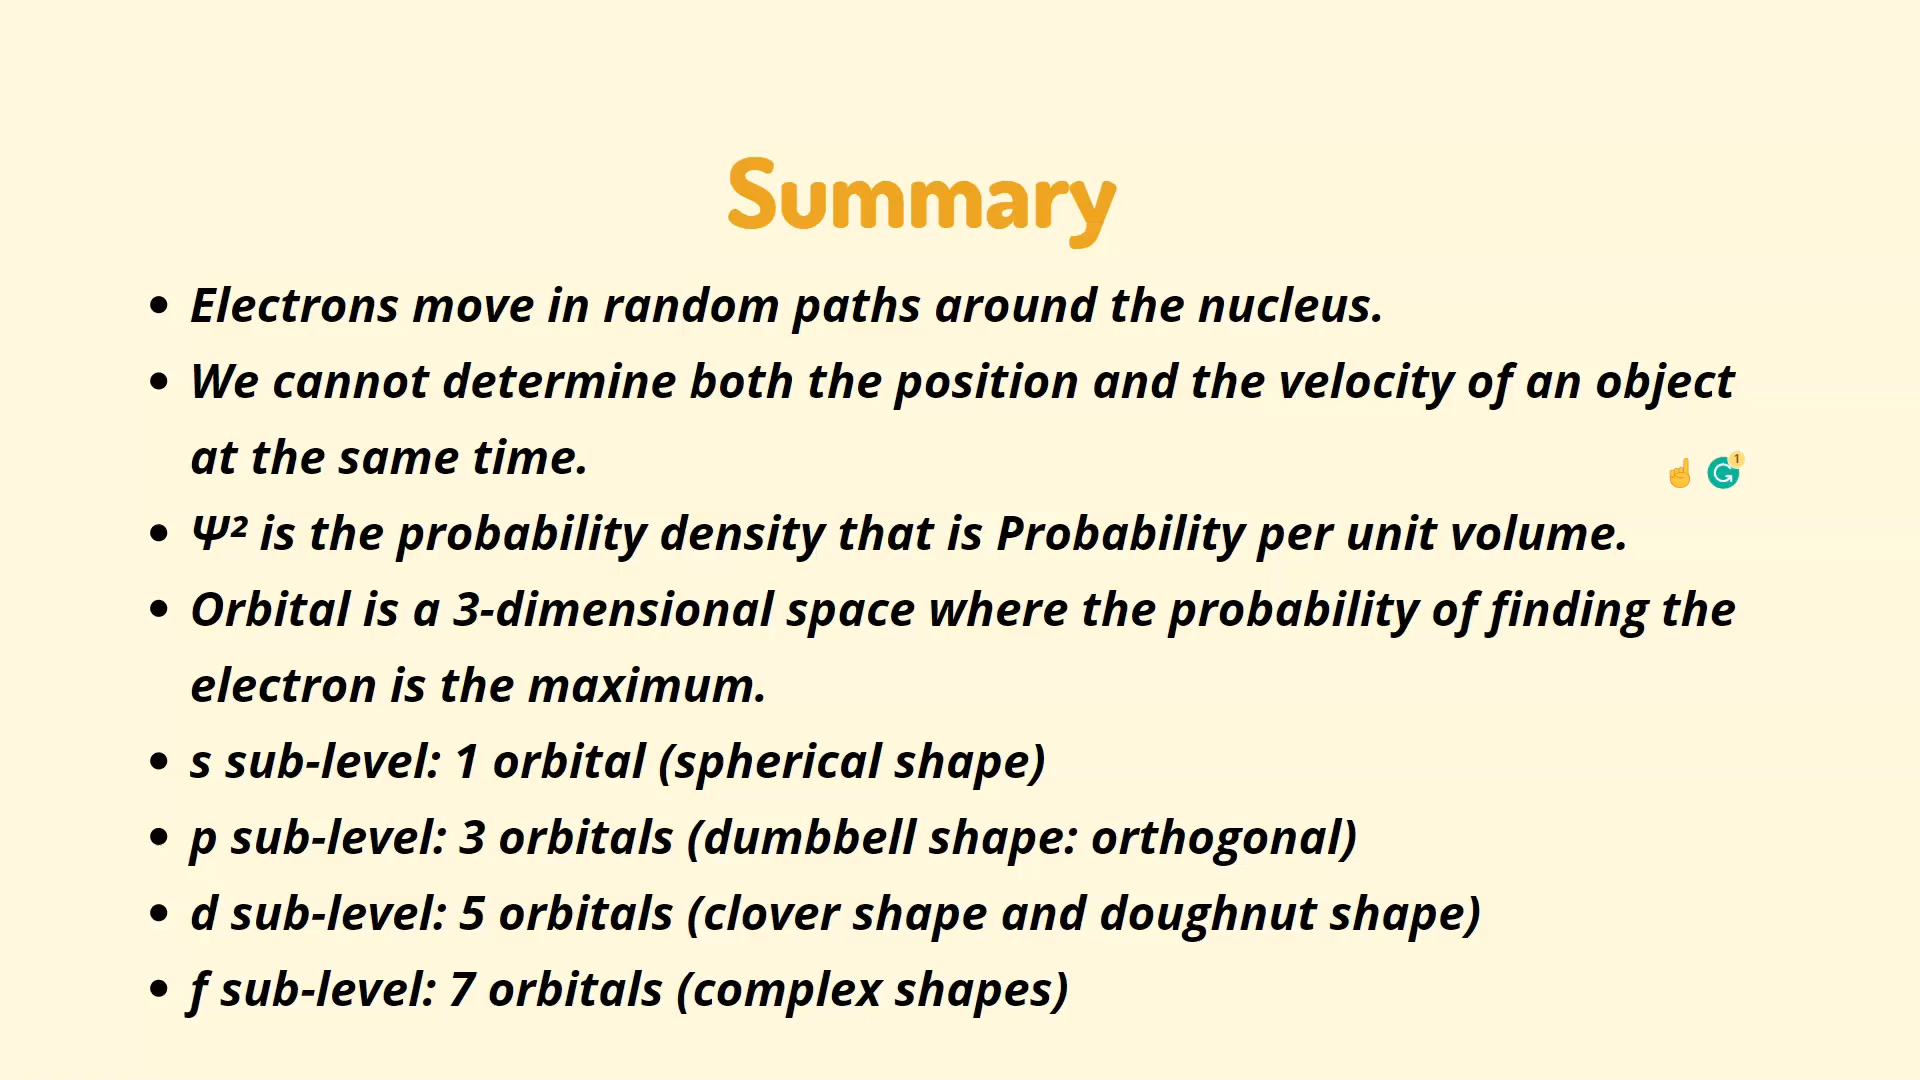 Summary
• Electrons move in random paths around the nucleus.
• We cannot determine both the position and the velocity of an object
at the same time.
1
• Ψ² is the probability density that is Probability per unit volume.
• Orbital is a 3-dimensional space where the probability of finding the
electron is the maximum.
• s sub-level: 1 orbital (spherical shape)
• p sub-level: 3 orbitals (dumbbell shape: orthogonal)
• d sub-level: 5 orbitals (clover shape and doughnut shape)
• f sub-level: 7 orbitals (complex shapes)